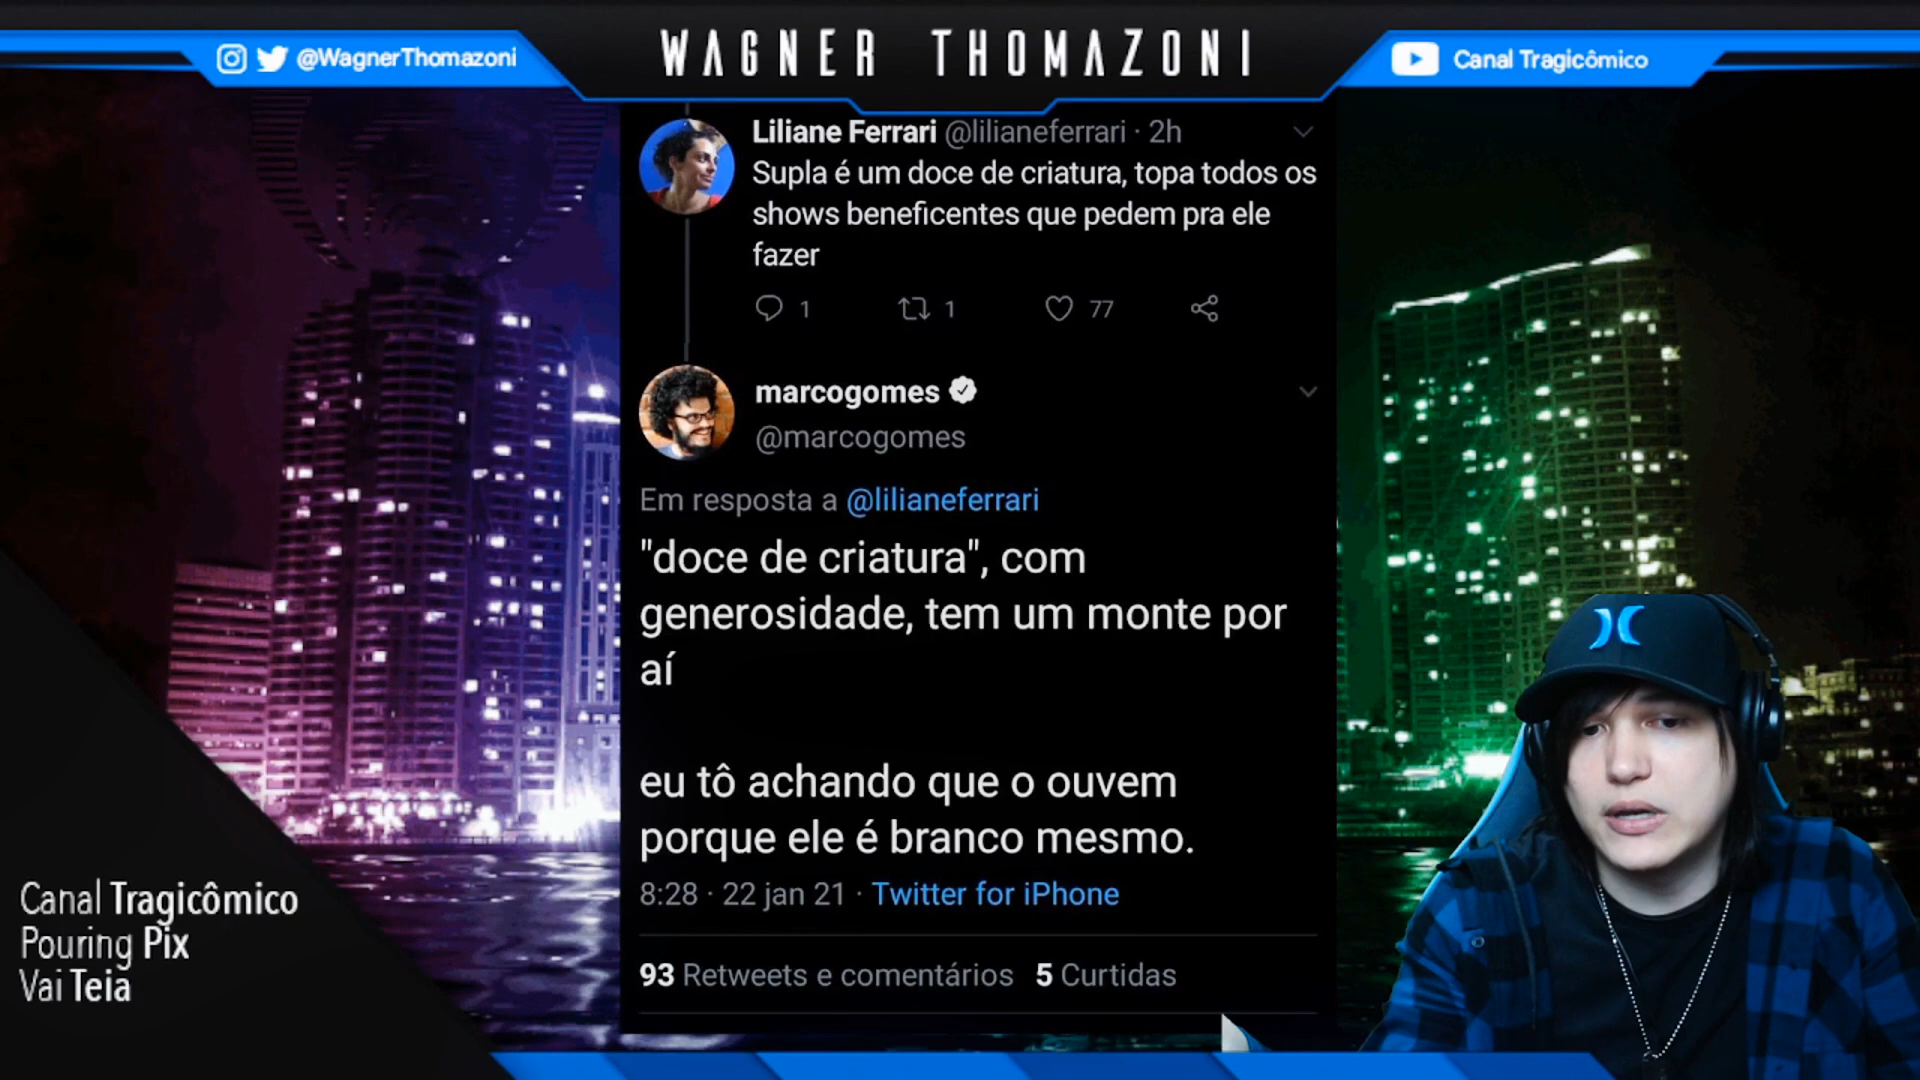 @WagnerThomazoni
WAGNER THOMAZONI
Canal Tragicômico
Liliane Ferrari @lilianeferrari · 2h
Supla é um doce de criatura, topa todos os
shows beneficentes que pedem pra ele
fazer
1 1 77
marcogomes
@marcogomes
Em resposta a @lilianeferrari
"doce de criatura", com
generosidade, tem um monte por
aí
eu tô achando que o ouvem
porque ele é branco mesmo.
8:28 · 22 jan 21 · Twitter for iPhone
93 Retweets e comentários 5 Curtidas
Canal Tragicômico
Pouring Pix
Vai Teia